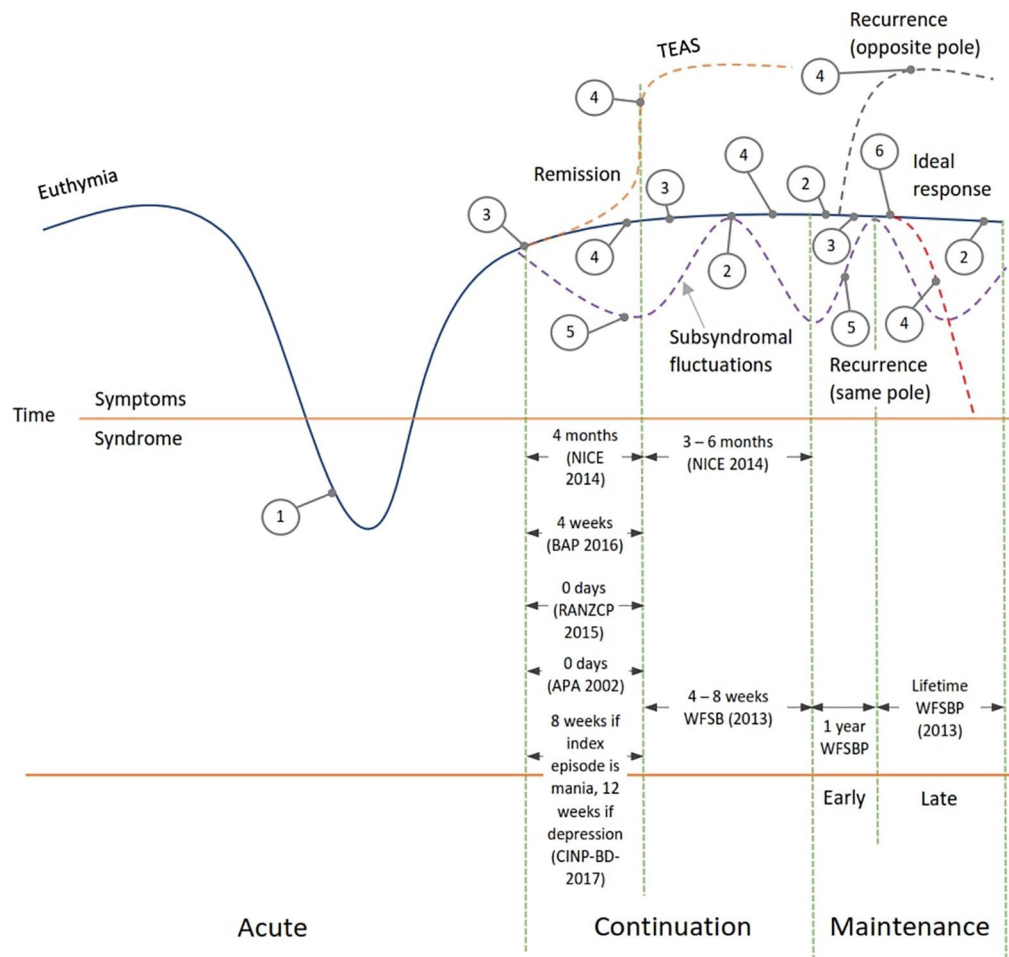 Recurrence
(opposite pole)
TEAS
4
4
Euthymia
Remission
3
4
3
4
2
6
Ideal
response
3
2
2
5
Subsyndromal
fluctuations
5
4
Recurrence
(same pole)
Time
Symptoms
Syndrome
1
4 months
(NICE
2014)
3 – 6 months
(NICE 2014)
4 weeks
(BAP 2016)
0 days
(RANZCP
2015)
0 days
(APA 2002)
4 – 8 weeks
WFSB (2013)
1 year
WFSBP
Lifetime
WFSBP
(2013)
8 weeks if
index
episode is
mania, 12
weeks if
depression
(CINP-BD-
2017)
Early
Late
Acute
Continuation
Maintenance